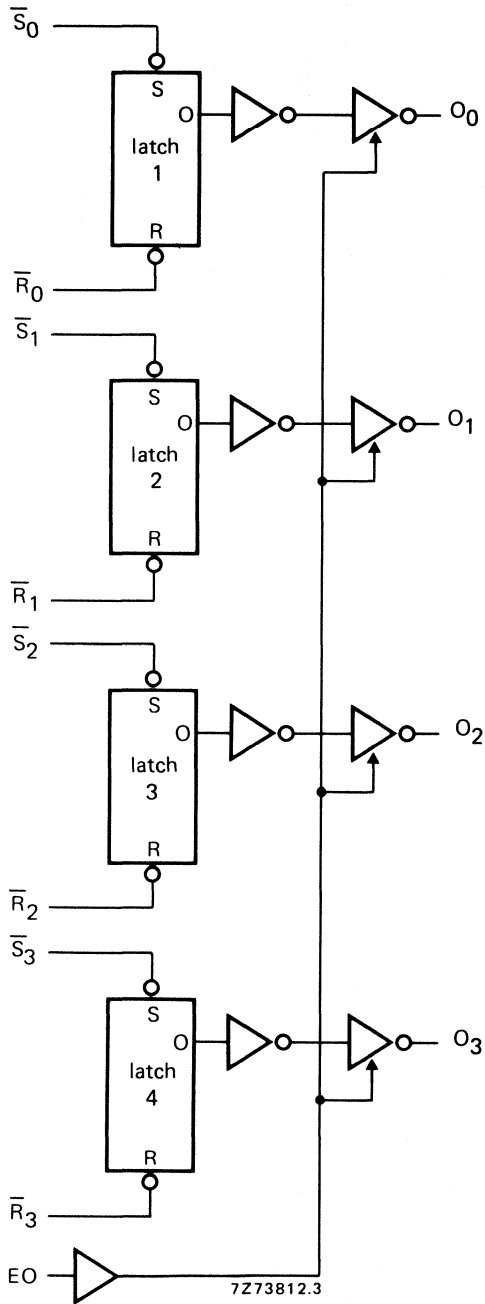 S̅0
S
O
O0
latch
1
R
R̅0
S̅1
S
O
O1
latch
2
R
R̅1
S̅2
S
O
O2
latch
3
R
R̅2
S̅3
S
O
O3
latch
4
R
R̅3
EO
7Z73812.3